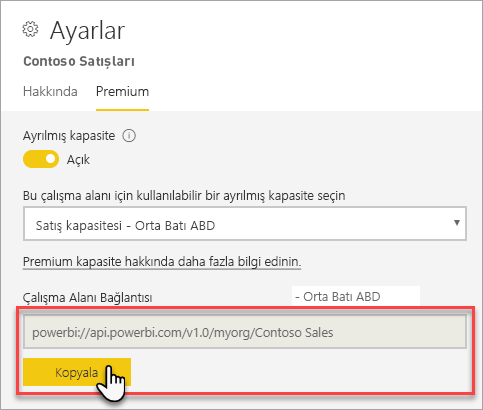 Ayarlar
Contoso Satışları
Hakkında Premium
Ayrılmış kapasite
Açık
Bu çalışma alanı için kullanılabilir bir ayrılmış kapasite seçin
Satış kapasitesi - Orta Batı ABD
Premium kapasite hakkında daha fazla bilgi edinin.
Çalışma Alanı Bağlantısı - Orta Batı ABD
powerbi://api.powerbi.com/v1.0/myorg/Contoso Sales
Kopyala